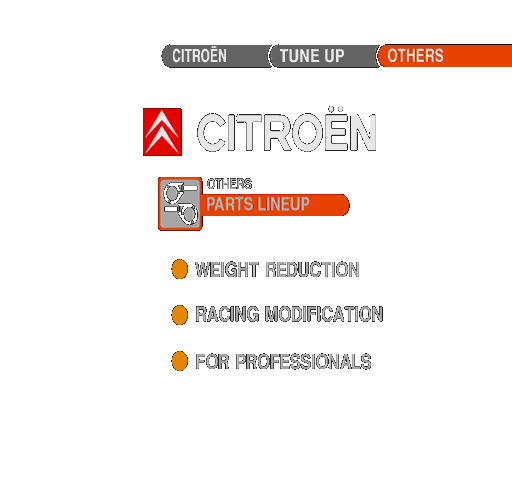 CITROËN TUNE UP OTHERS
CITROËN
OTHERS
PARTS LINEUP
WEIGHT REDUCTION
RACING MODIFICATION
FOR PROFESSIONALS